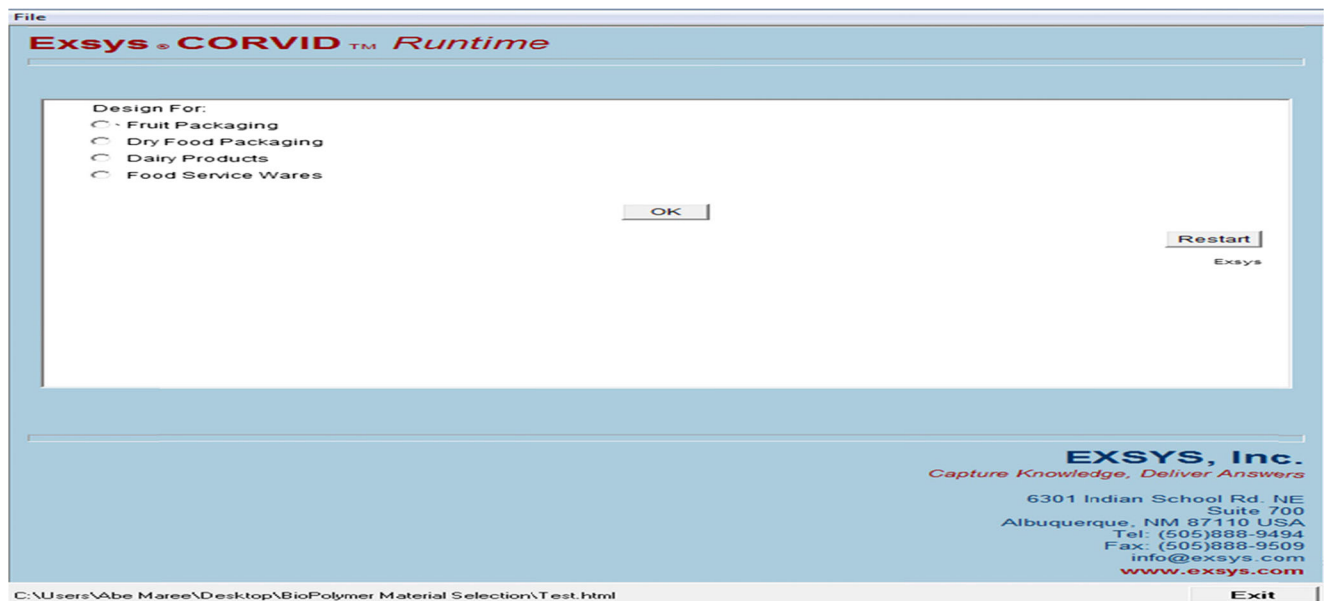 File
Exsys ® CORVID TM Runtime
Design For:
Fruit Packaging
Dry Food Packaging
Dairy Products
Food Service Wares
OK
Restart
Exsys
EXSYS, Inc.
Capture Knowledge, Deliver Answers
6301 Indian School Rd. NE
Suite 700
Albuquerque, NM 87110 USA
Tel: (505)888-9494
Fax: (505)888-9509
info@exsys.com
www.exsys.com
C:\Users\Abe Maree\Desktop\BioPolymer Material Selection\Test.html
Exit